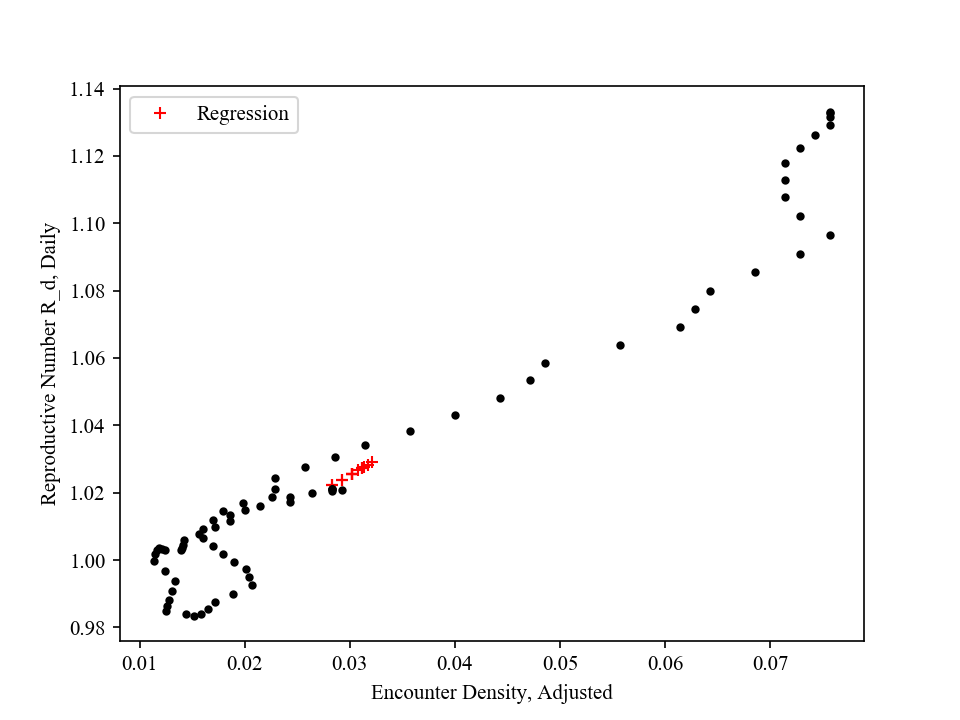 Regression
1.14
1.12
1.10
1.08
1.06
1.04
1.02
1.00
0.98
Reproductive Number R_d, Daily
0.01 0.02 0.03 0.04 0.05 0.06 0.07
Encounter Density, Adjusted